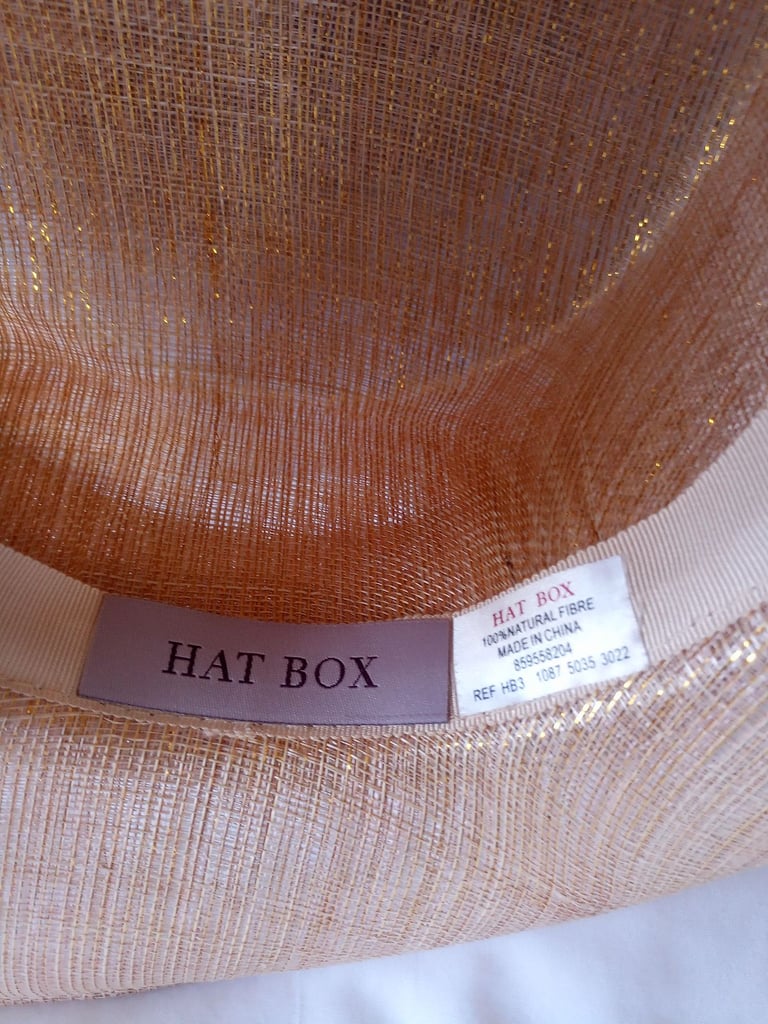 HAT BOX
HAT BOX
100%NATURAL FIBRE
MADE IN CHINA
859558204
REF HB3 1087 5035 3022